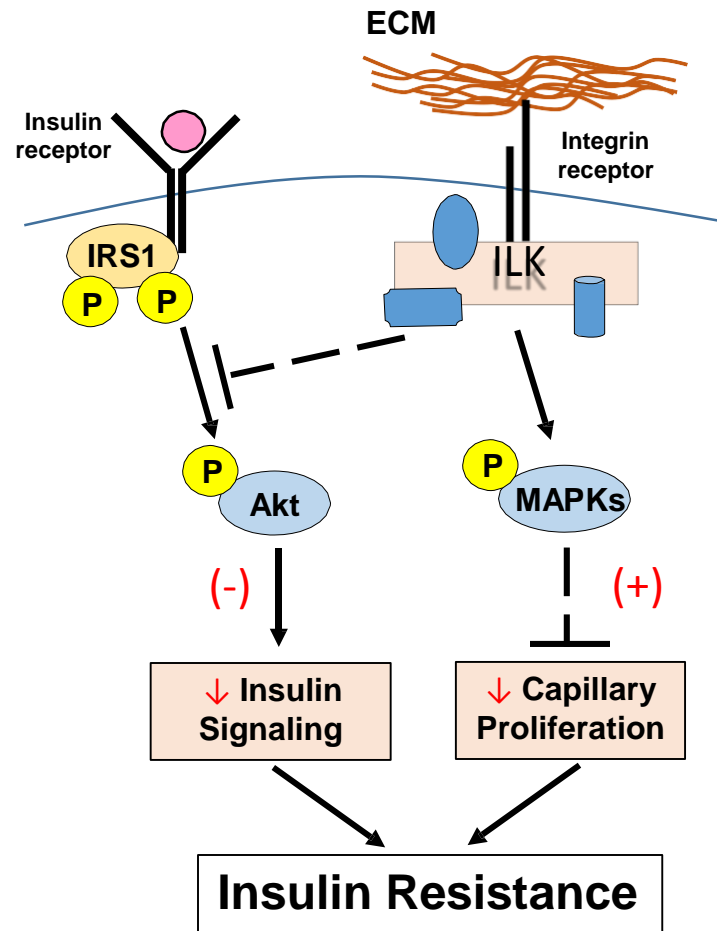 ECM
Insulin
receptor
Integrin
receptor
IRS1
P
P
ILK
P
Akt
P
MAPKs
(-)
(+)
↓ Insulin
Signaling
↓ Capillary
Proliferation
Insulin Resistance